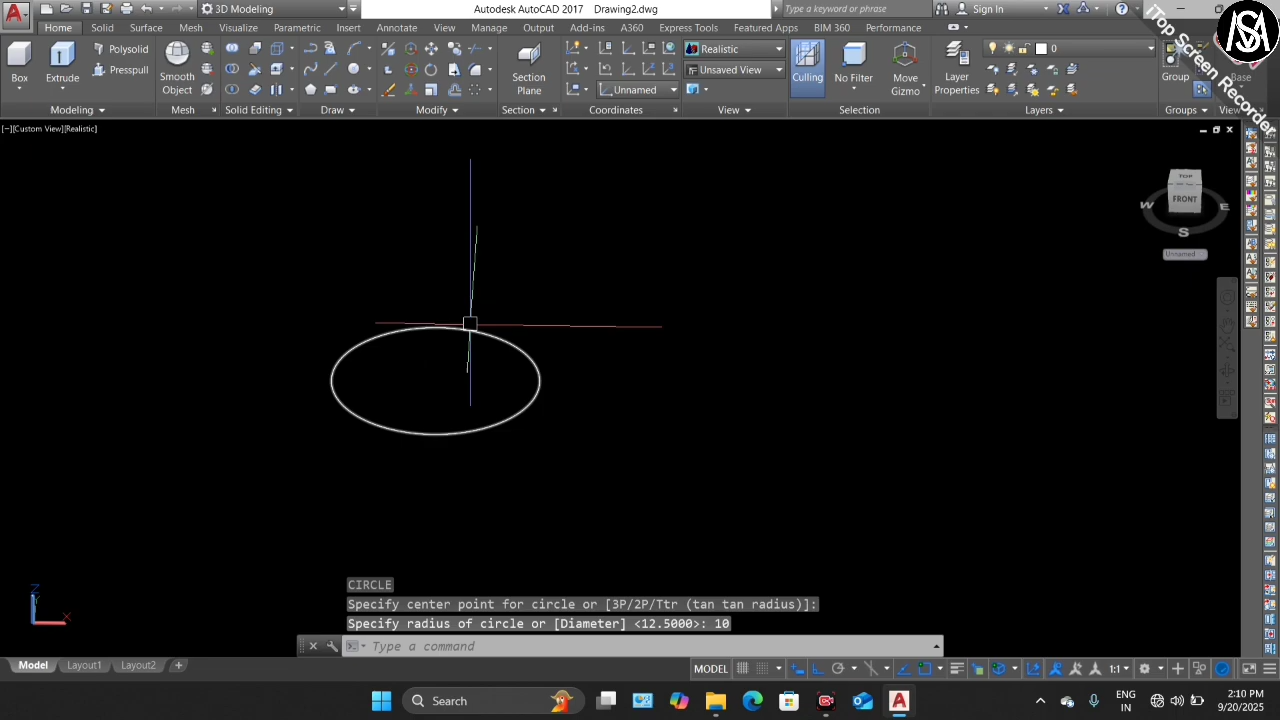 3D Modeling
Autodesk AutoCAD 2017 Drawing2.dwg
Type a keyword or phrase
Sign In
Home Solid Surface Mesh Visualize Parametric Insert Annotate View Manage Output Add-ins A360 Express Tools Featured Apps BIM 360 Performance
Box
Extrude
Polysolid
Presspull
Smooth
Object
Section
Plane
Unnamed
Realistic
Unsaved View
Culling
No Filter
Move
Gizmo
Layer
Properties
0
Group
Base
Modeling Mesh Solid Editing Draw Modify Section Coordinates View Selection Layers Groups View
iTop Screen Recorder
[−][Custom View][Realistic]
TOP
FRONT
W
E
S
Unnamed
CIRCLE
Specify center point for circle or [3P/2P/Ttr (tan tan radius)]:
Specify radius of circle or [Diameter] <12.5000>: 10
Type a command
Z
Y
X
Model Layout1 Layout2 +
MODEL
1:1
Search
ENG
IN
2:10 PM
9/20/2025